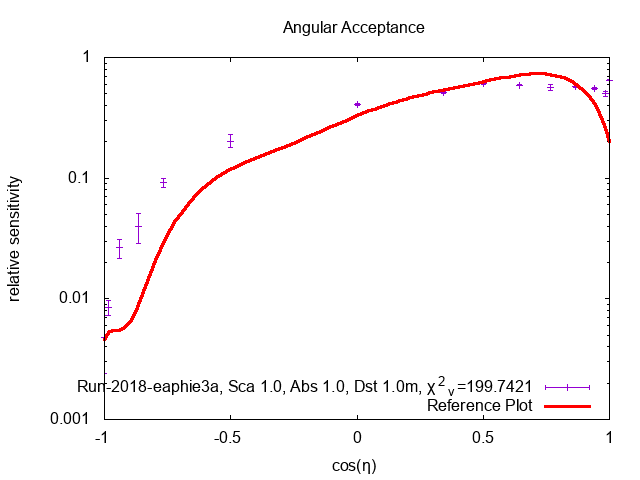 Angular Acceptance
relative sensitivity
1
0.1
0.01
0.001
Run-2018-eaphie3a, Sca 1.0, Abs 1.0, Dst 1.0m, χ²ᵥ=199.7421
Reference Plot
-1
-0.5
0
0.5
1
cos(η)